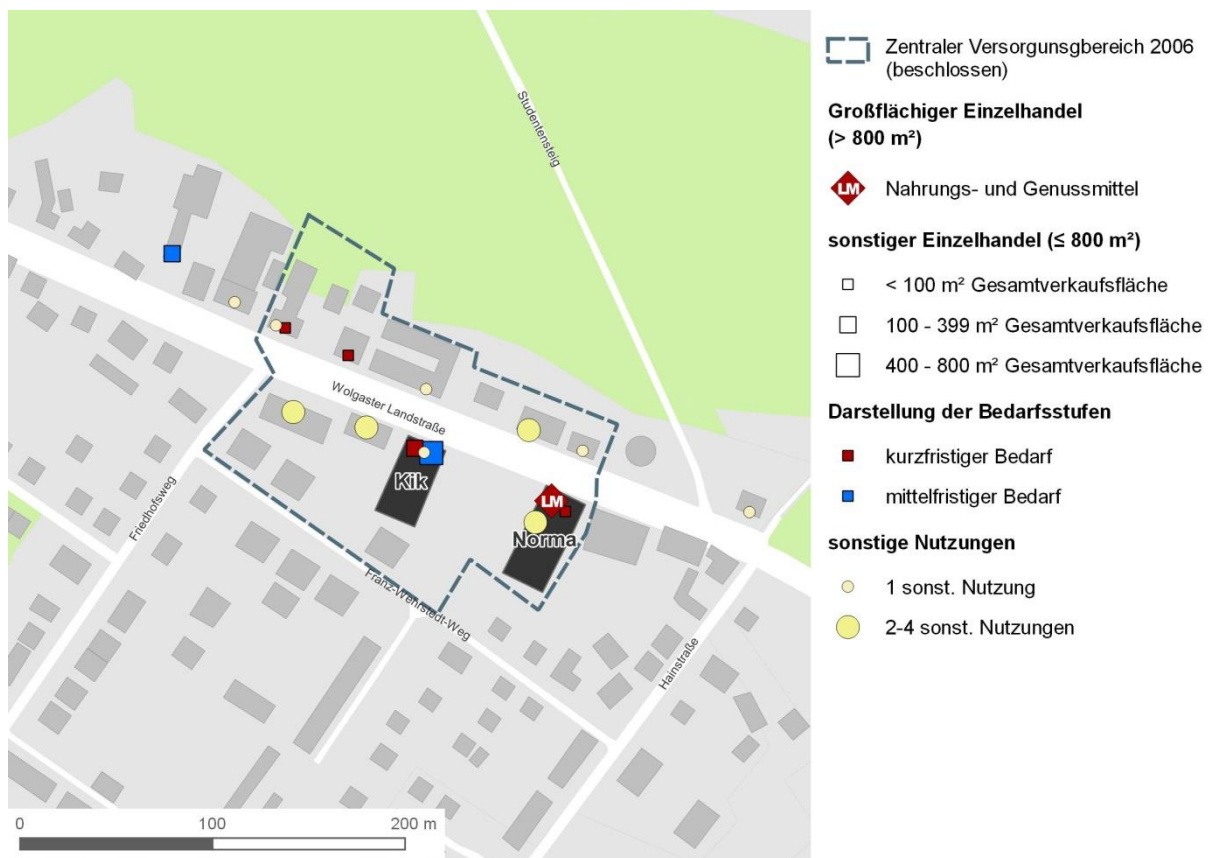 Studentensteig
Wolgaster Landstraße
Kik
LM
Norma
Friedhofsweg
Franz-Wehrstedt-Weg
Hainstraße
0 100 200 m
Zentraler Versorgunsgbereich 2006
(beschlossen)
Großflächiger Einzelhandel
(> 800 m²)
LM Nahrungs- und Genussmittel
sonstiger Einzelhandel (≤ 800 m²)
< 100 m² Gesamtverkaufsfläche
100 - 399 m² Gesamtverkaufsfläche
400 - 800 m² Gesamtverkaufsfläche
Darstellung der Bedarfsstufen
kurzfristiger Bedarf
mittelfristiger Bedarf
sonstige Nutzungen
1 sonst. Nutzung
2-4 sonst. Nutzungen